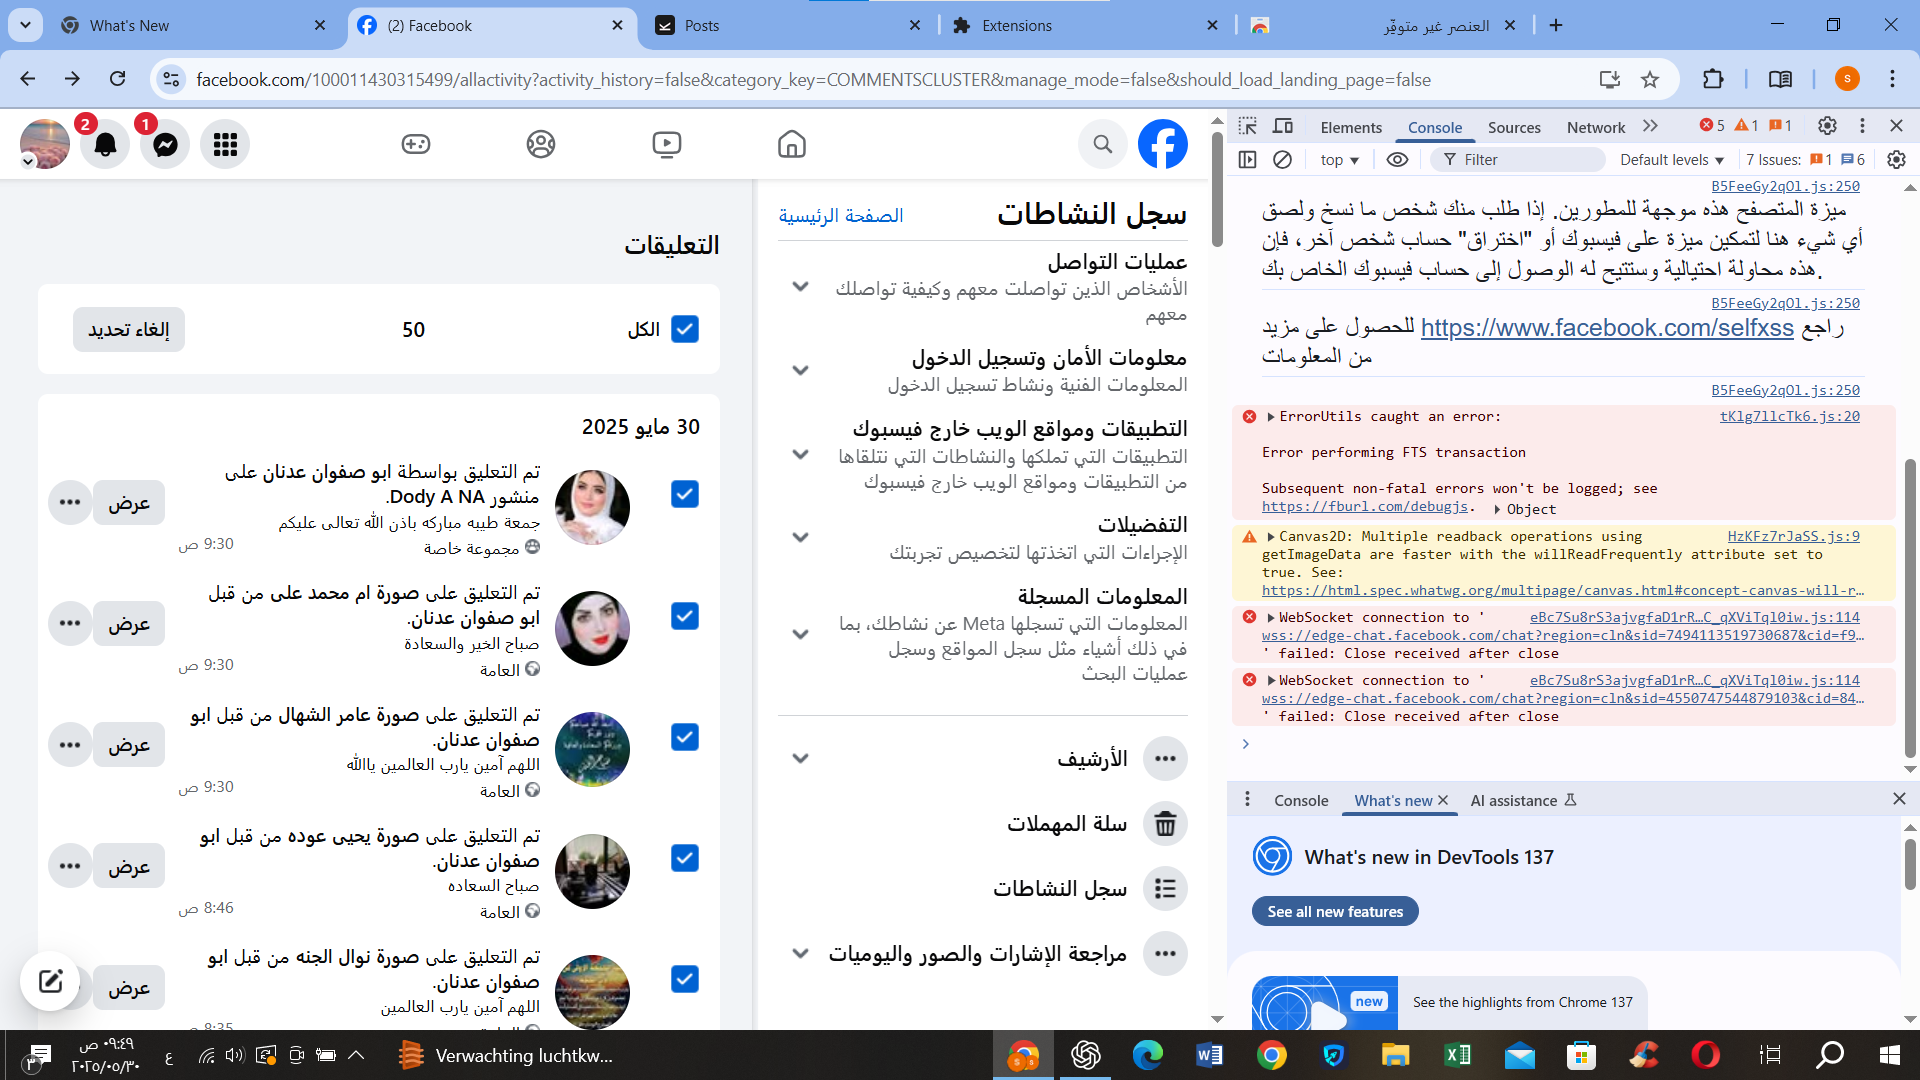 What's New
(2) Facebook
Posts
Extensions
العنصر غير متوفّر
facebook.com/100011430315499/allactivity?activity_history=false&category_key=COMMENTSCLUSTER&manage_mode=false&should_load_landing_page=false
S
2
1
سجل النشاطات
الصفحة الرئيسية
عمليات التواصل
الأشخاص الذين تواصلت معهم وكيفية تواصلك
معهم
معلومات الأمان وتسجيل الدخول
المعلومات الفنية ونشاط تسجيل الدخول
التطبيقات ومواقع الويب خارج فيسبوك
التطبيقات التي تملكها والنشاطات التي نتلقاها
من التطبيقات ومواقع الويب خارج فيسبوك
التفضيلات
الإجراءات التي اتخذتها لتخصيص تجربتك
المعلومات المسجلة
المعلومات التي تسجلها Meta عن نشاطك، بما
في ذلك أشياء مثل سجل المواقع وسجل
عمليات البحث
الأرشيف
سلة المهملات
سجل النشاطات
مراجعة الإشارات والصور واليوميات
التعليقات
الكل
50
إلغاء تحديد
30 مايو 2025
تم التعليق بواسطة ابو صفوان عدنان على
منشور Dody A NA.
جمعة طيبه مباركه باذن الله تعالى عليكم
مجموعة خاصة
9:30 ص
عرض
تم التعليق على صورة ام محمد على من قبل
ابو صفوان عدنان.
صباح الخير والسعادة
العامة
9:30 ص
عرض
تم التعليق على صورة عامر الشهال من قبل ابو
صفوان عدنان.
اللهم آمين يارب العالمين ياالله
العامة
9:30 ص
عرض
تم التعليق على صورة يحيى عوده من قبل ابو
صفوان عدنان.
صباح السعاده
العامة
8:46 ص
عرض
تم التعليق على صورة نوال الجنه من قبل ابو
صفوان عدنان.
اللهم آمين يارب العالمين
8:35 ص
عرض
Elements
Console
Sources
Network
5
1
1
top
Filter
Default levels
7 Issues:
1
6
B5FeeGy2qOl.js:250
ميزة المتصفح هذه موجهة للمطورين. إذا طلب منك شخص ما نسخ ولصق
أي شيء هنا لتمكين ميزة على فيسبوك أو "اختراق" حساب شخص آخر، فإن
هذه محاولة احتيالية وستتيح له الوصول إلى حساب فيسبوك الخاص بك.
B5FeeGy2qOl.js:250
راجع https://www.facebook.com/selfxss للحصول على مزيد
من المعلومات
B5FeeGy2qOl.js:250
ErrorUtils caught an error:
tKlg7llcTk6.js:20
Error performing FTS transaction
Subsequent non-fatal errors won't be logged; see
https://fburl.com/debugjs. Object
Canvas2D: Multiple readback operations using
HzKFz7rJaSS.js:9
getImageData are faster with the willReadFrequently attribute set to
true. See:
https://html.spec.whatwg.org/multipage/canvas.html#concept-canvas-will-r…
WebSocket connection to '
eBc7Su8rS3ajvgfaD1rR…C_qXViTql0iw.js:114
wss://edge-chat.facebook.com/chat?region=cln&sid=7494113519730687&cid=f9…
' failed: Close received after close
WebSocket connection to '
eBc7Su8rS3ajvgfaD1rR…C_qXViTql0iw.js:114
wss://edge-chat.facebook.com/chat?region=cln&sid=4550747544879103&cid=84…
' failed: Close received after close
Console
What's new
AI assistance
What's new in DevTools 137
See all new features
new
See the highlights from Chrome 137
٣
٠٩:٤٩ ص
٢٠٢٥/٠٥/٣٠
ع
Verwachting luchtkw...